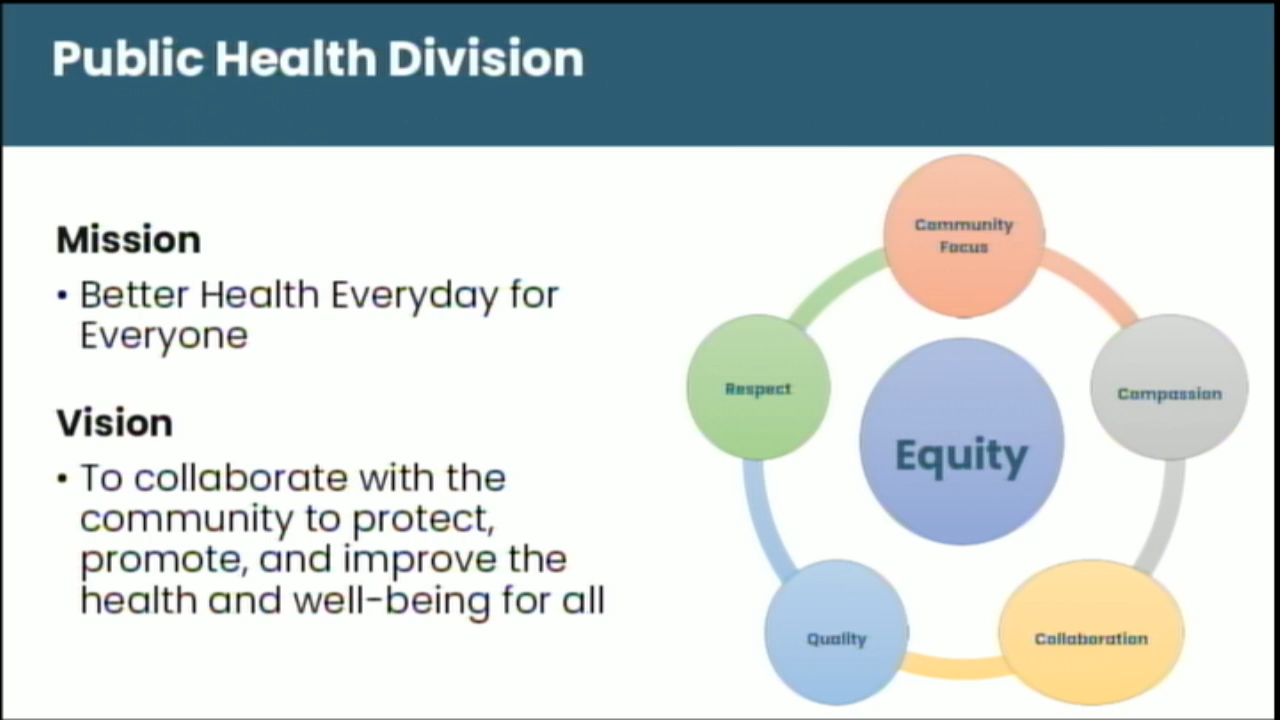 Public Health Division
Mission
• Better Health Everyday for
Everyone
Vision
• To collaborate with the
community to protect,
promote, and improve the
health and well-being for all
Community
Focus
Respect
Compassion
Equity
Quality
Collaboration